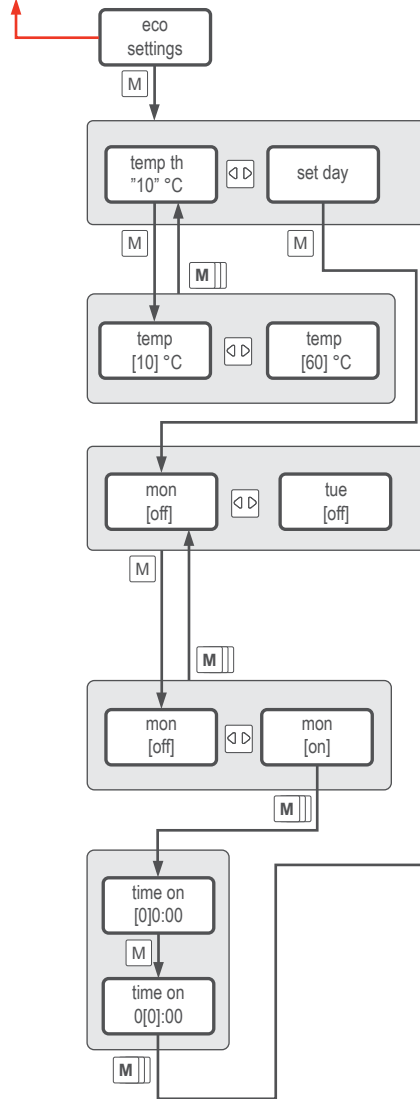 eco
settings
M
temp th
”10” °C
set day
M
M
M
temp
[10] °C
temp
[60] °C
mon
[off]
tue
[off]
M
M
mon
[off]
mon
[on]
M
time on
[0]0:00
M
time on
0[0]:00
M